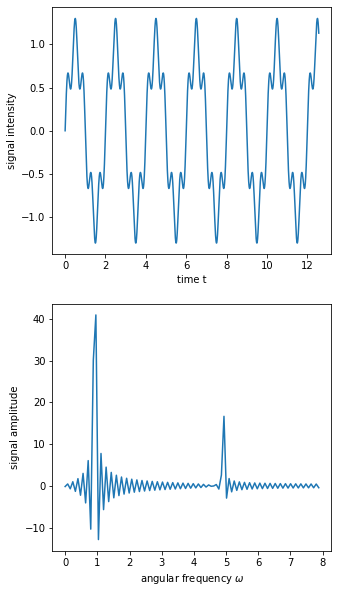 1.0
0.5
0.0
−0.5
−1.0
signal intensity
0 2 4 6 8 10 12
time t
40
30
20
10
0
−10
signal amplitude
0 1 2 3 4 5 6 7 8
angular frequency ω